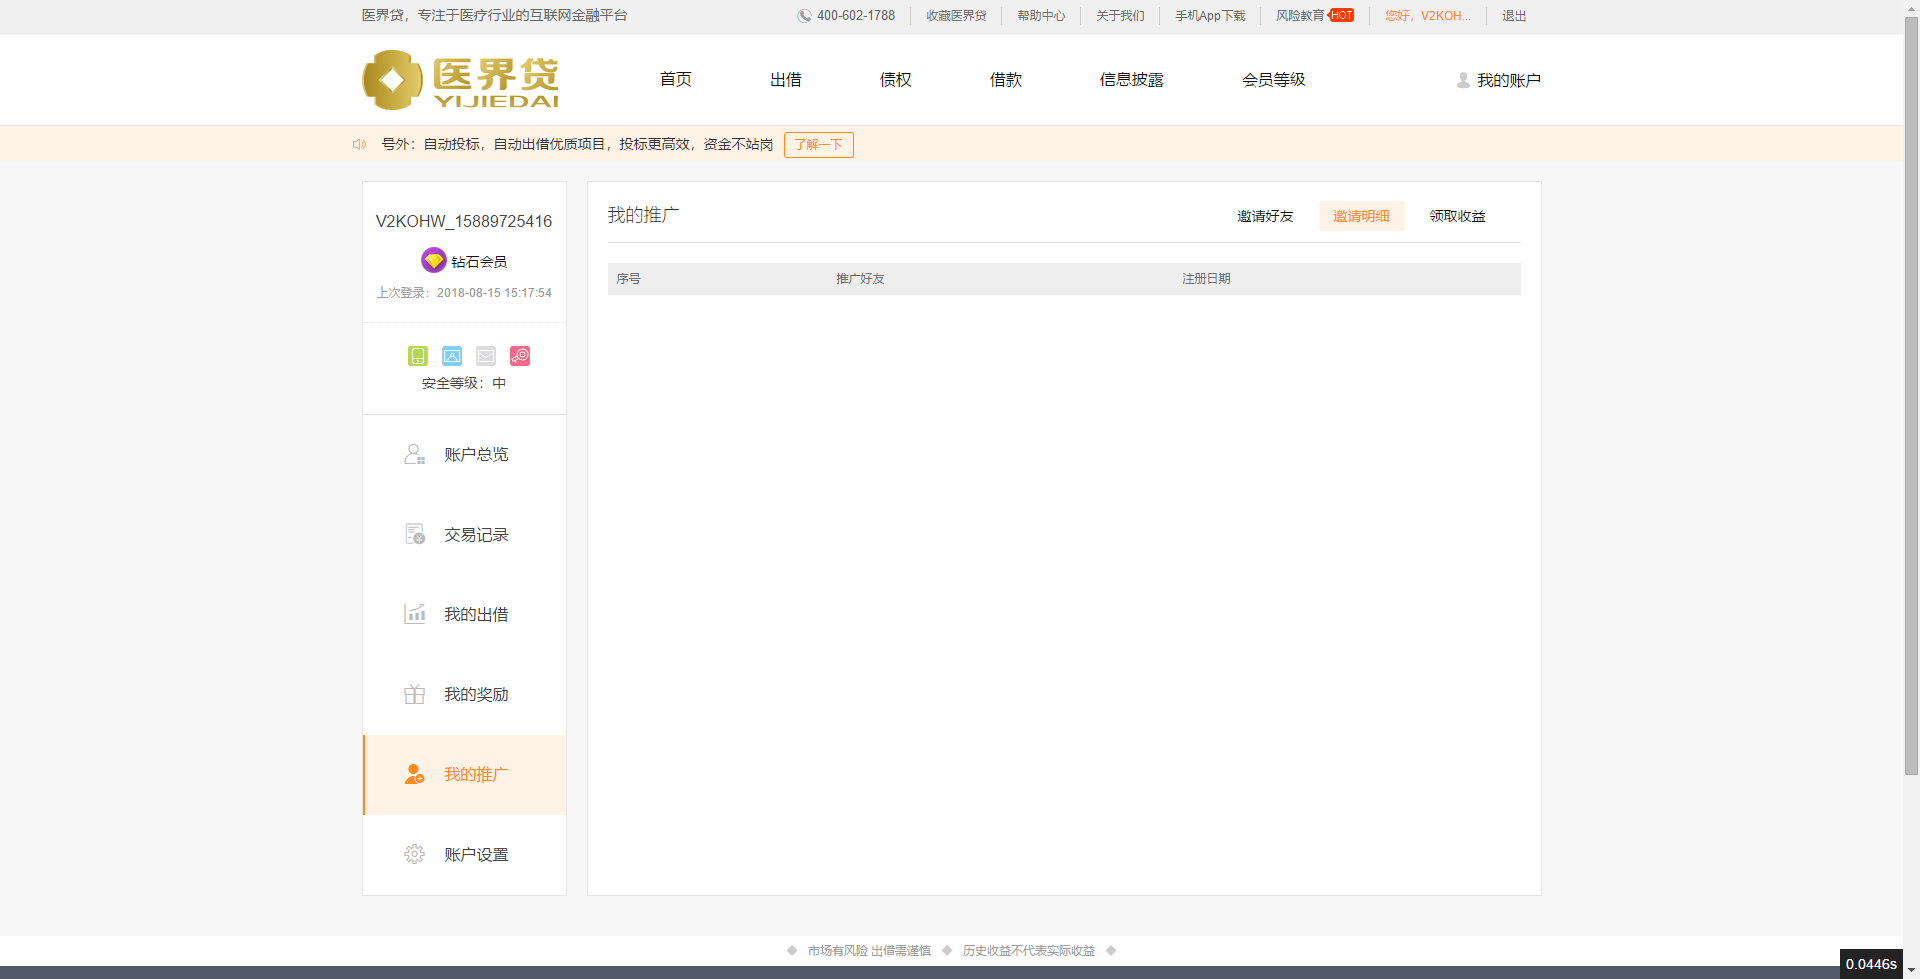 医界贷，专注于医疗行业的互联网金融平台
400-602-1788 收藏医界贷 帮助中心 关于我们 手机App下载 风险教育 HOT 您好，V2KOH... 退出
医界贷
YIJIEDAI
首页 出借 债权 借款 信息披露 会员等级 我的账户
号外：自动投标，自动出借优质项目，投标更高效，资金不站岗 了解一下
V2KOHW_15889725416
钻石会员
上次登录：2018-08-15 15:17:54
安全等级：中
账户总览
交易记录
我的出借
我的奖励
我的推广
账户设置
我的推广 邀请好友 邀请明细 领取收益
序号 推广好友 注册日期
市场有风险 出借需谨慎 历史收益不代表实际收益
0.0446s